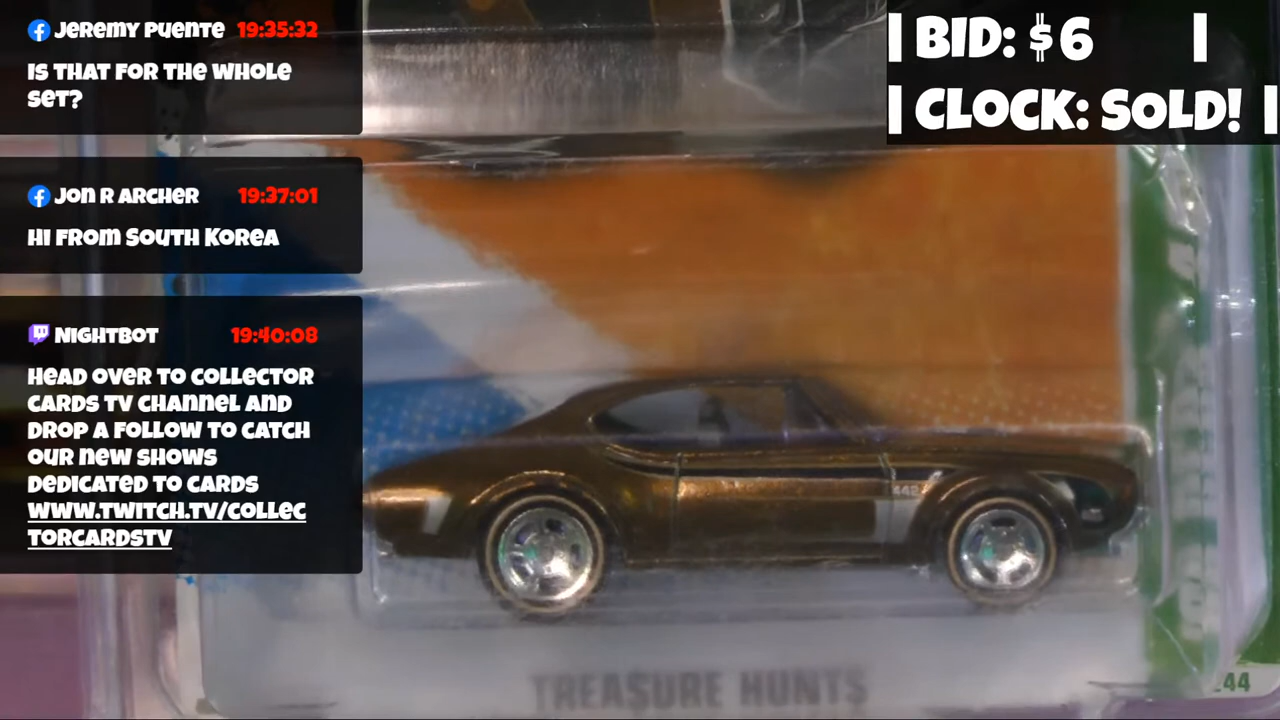 Jeremy Puente 19:35:32
Is that for the whole
set?
Jon R Archer 19:37:01
Hi from South Korea
Nightbot 19:40:08
Head over to Collector
Cards TV channel and
drop a follow to catch
our new shows
dedicated to cards
www.twitch.tv/collec
torcardstv
| BID: $6 |
| CLOCK: SOLD! |
442
TREASURE HUNTS
44